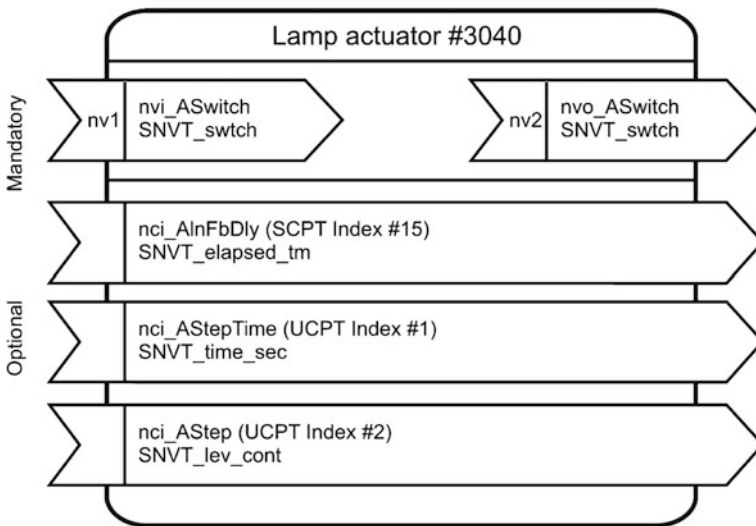 Lamp actuator #3040
Mandatory
nv1
nvi_ASwitch
SNVT_swtch
nv2
nvo_ASwitch
SNVT_swtch
Optional
nci_AlnFbDly (SCPT Index #15)
SNVT_elapsed_tm
nci_AStepTime (UCPT Index #1)
SNVT_time_sec
nci_AStep (UCPT Index #2)
SNVT_lev_cont